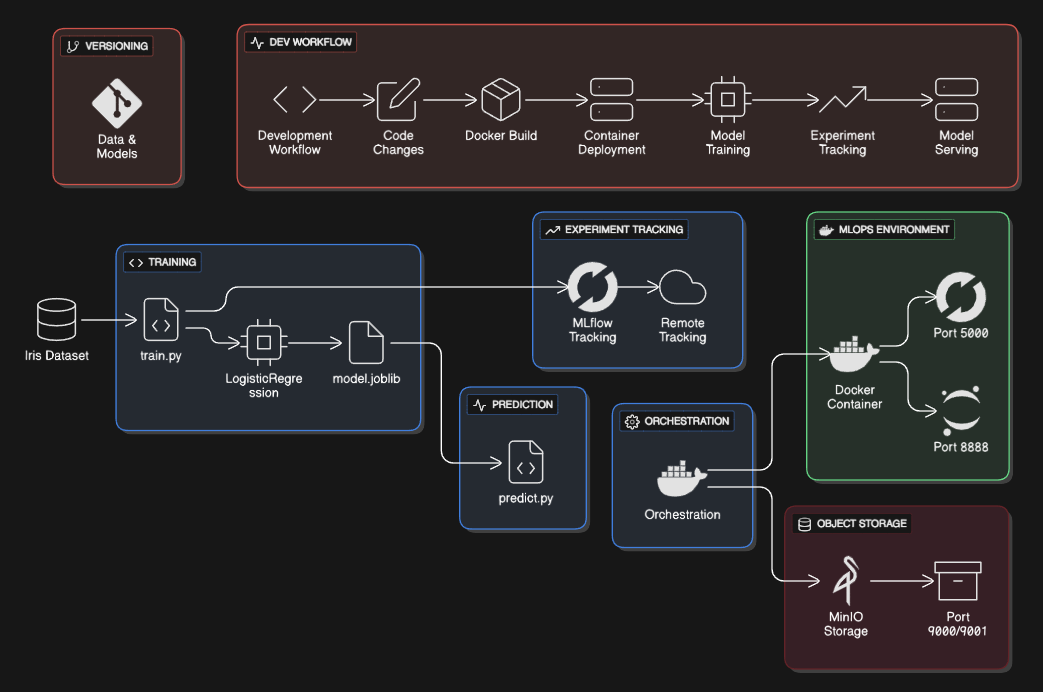 VERSIONING
Data &
Models
DEV WORKFLOW
Development
Workflow
Code
Changes
Docker Build
Container
Deployment
Model
Training
Experiment
Tracking
Model
Serving
Iris Dataset
TRAINING
train.py
LogisticRegre
ssion
model.joblib
EXPERIMENT TRACKING
MLflow
Tracking
Remote
Tracking
PREDICTION
predict.py
ORCHESTRATION
Orchestration
MLOPS ENVIRONMENT
Docker
Container
Port 5000
Port 8888
OBJECT STORAGE
MinIO
Storage
Port
9000/9001